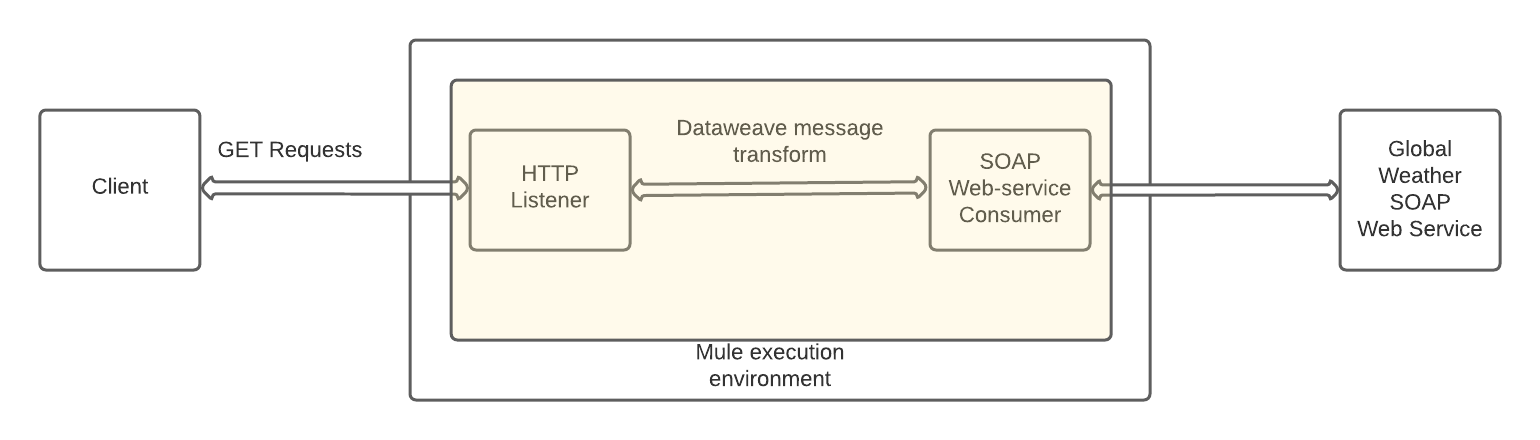 Client
GET Requests
HTTP
Listener
Dataweave message
transform
SOAP
Web-service
Consumer
Global
Weather
SOAP
Web Service
Mule execution
environment